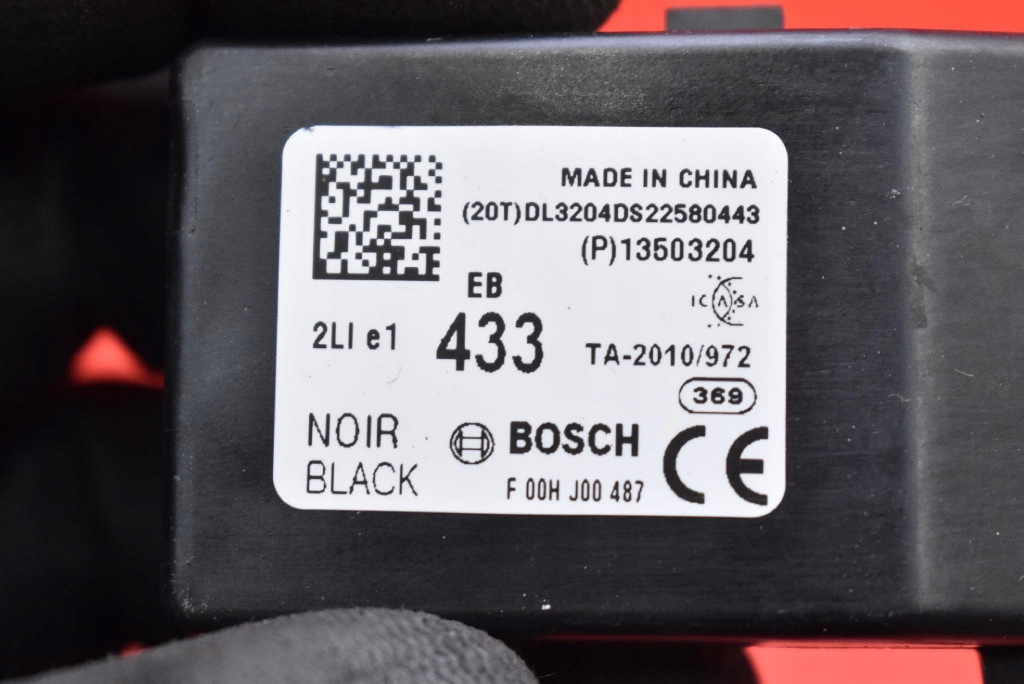 MADE IN CHINA
(20T)DL3204DS22580443
(P)13503204
EB
ICASA
2LI e1
433
TA-2010/972
369
NOIR
BLACK
BOSCH
CE
F 00H J00 487